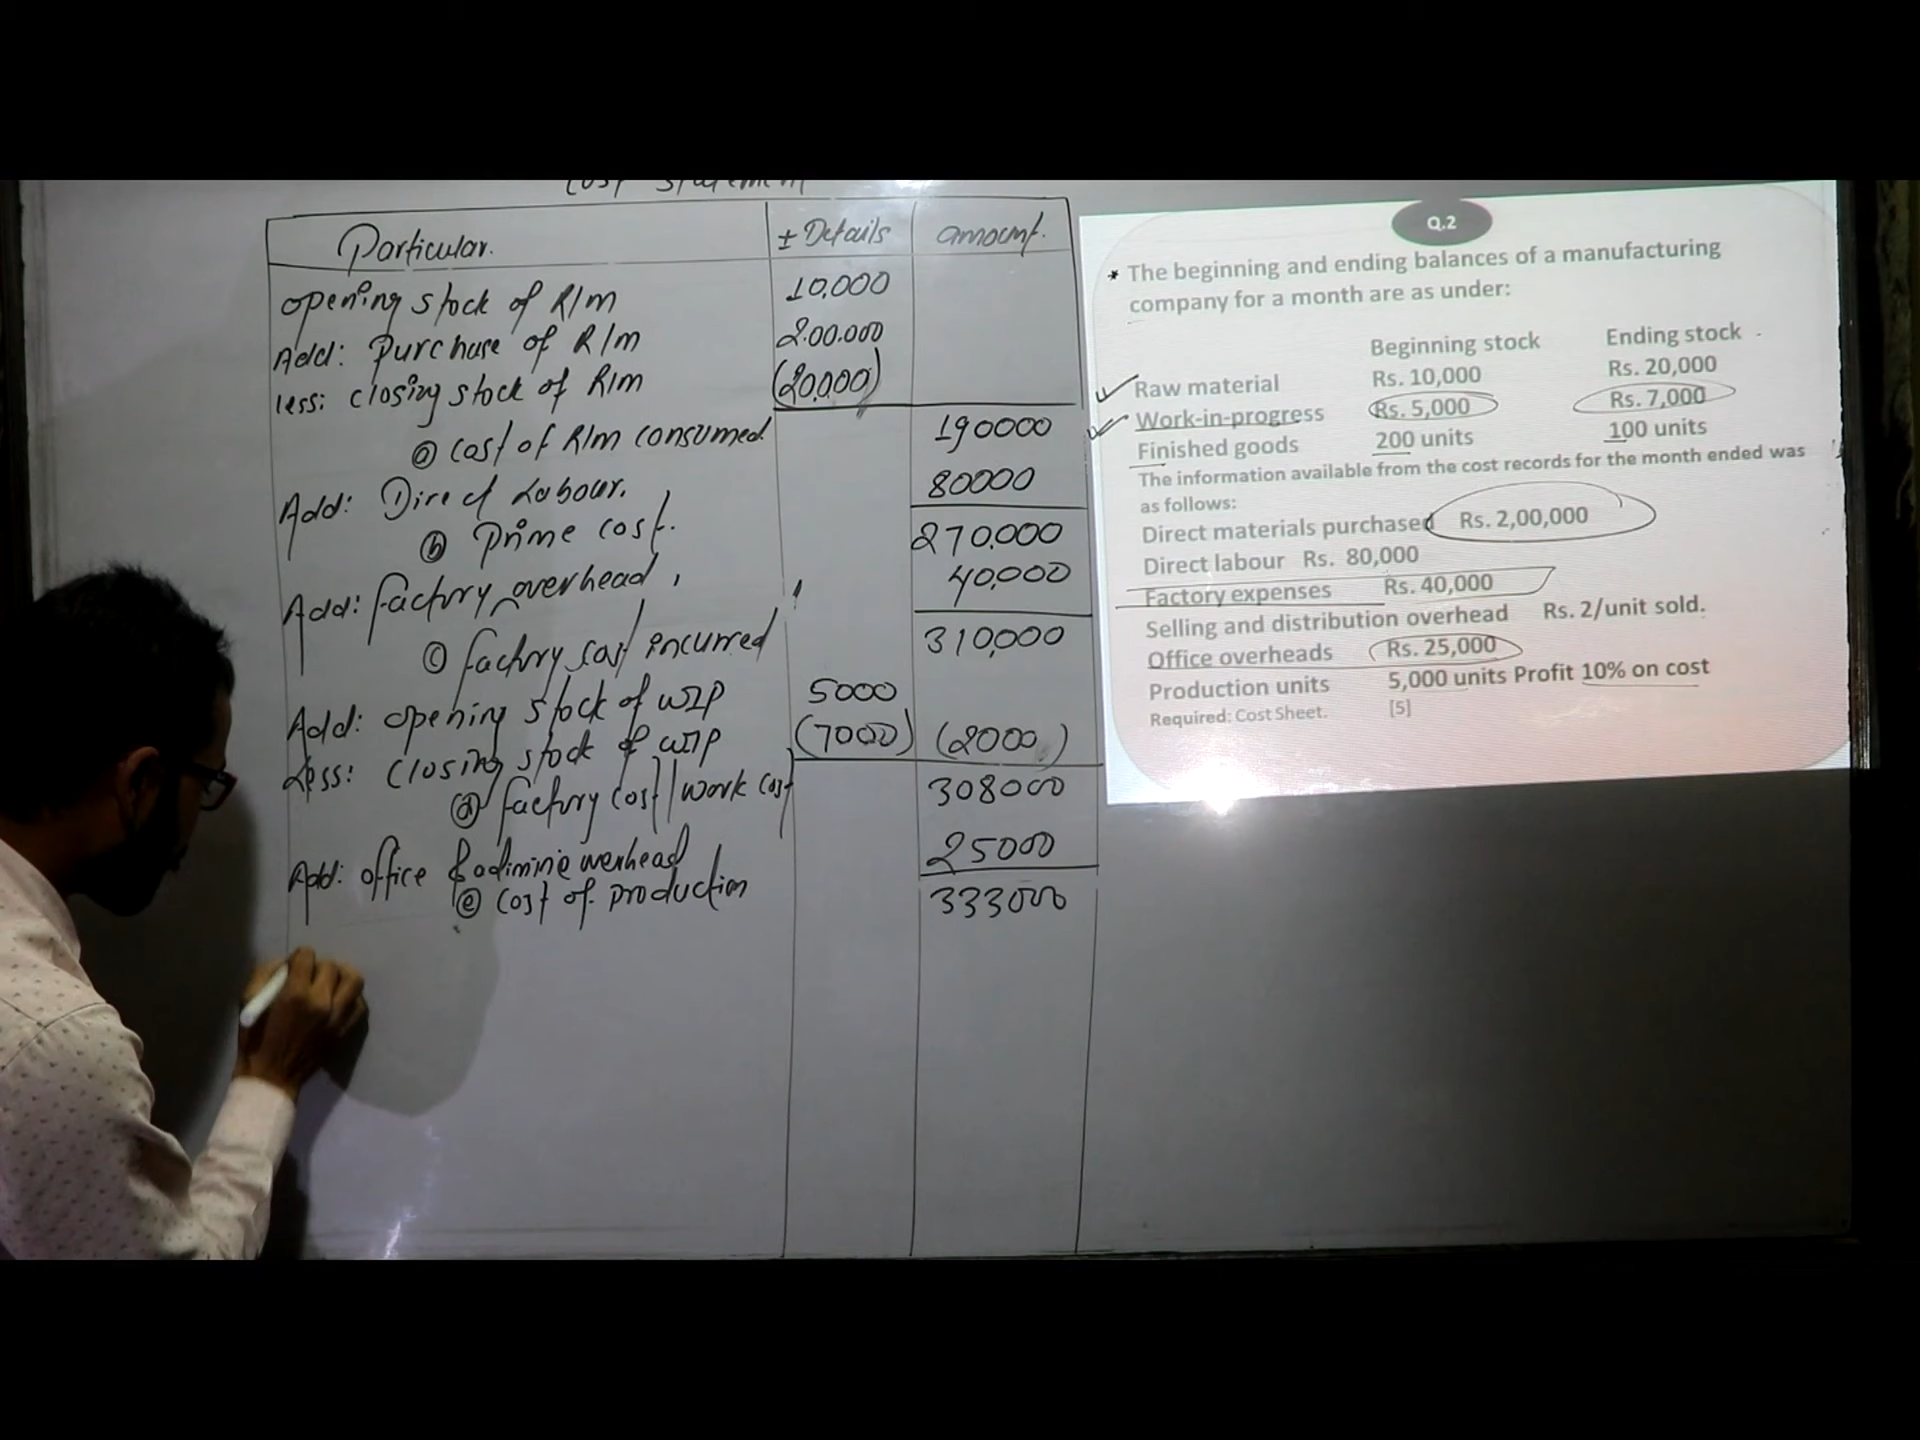 Cost Statement
Particular. ± Details amount.
opening stock of R/m 10,000
Add: Purchase of R/m 2.00.000
less: closing stock of R/m (20,000)
ⓐ Cost of R/m consumed 190000
Add: Direct Labour. 80000
ⓑ Prime cost. 270,000
Add: factory overhead, 40,000
ⓒ factory cost incurred 310,000
Add: opening stock of WIP 5000
Less: closing stock of WIP (7000) (2000)
ⓓ factory cost | work cost 308000
Add: office & adminie overhead 25000
ⓔ cost of production 333000
Q.2
* The beginning and ending balances of a manufacturing
company for a month are as under:
Beginning stock Ending stock
Raw material Rs. 10,000 Rs. 20,000
Work-in-progress Rs. 5,000 Rs. 7,000
Finished goods 200 units 100 units
The information available from the cost records for the month ended was
as follows:
Direct materials purchased Rs. 2,00,000
Direct labour Rs. 80,000
Factory expenses Rs. 40,000
Selling and distribution overhead Rs. 2/unit sold.
Office overheads Rs. 25,000
Production units 5,000 units Profit 10% on cost
Required: Cost Sheet. [5]